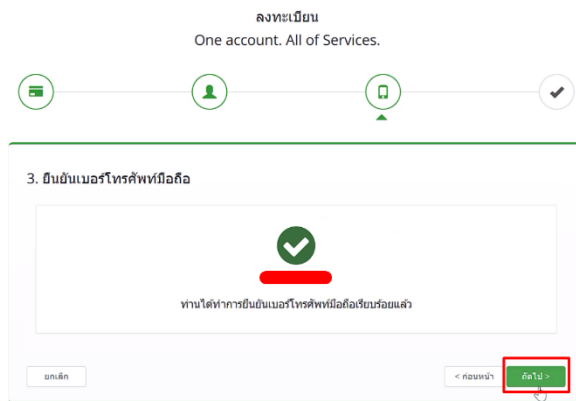 ลงทะเบียน
One account. All of Services.
3. ยืนยันเบอร์โทรศัพท์มือถือ
ท่านได้ทำการยืนยันเบอร์โทรศัพท์มือถือเรียบร้อยแล้ว
ยกเลิก
< ก่อนหน้า
ถัดไป >